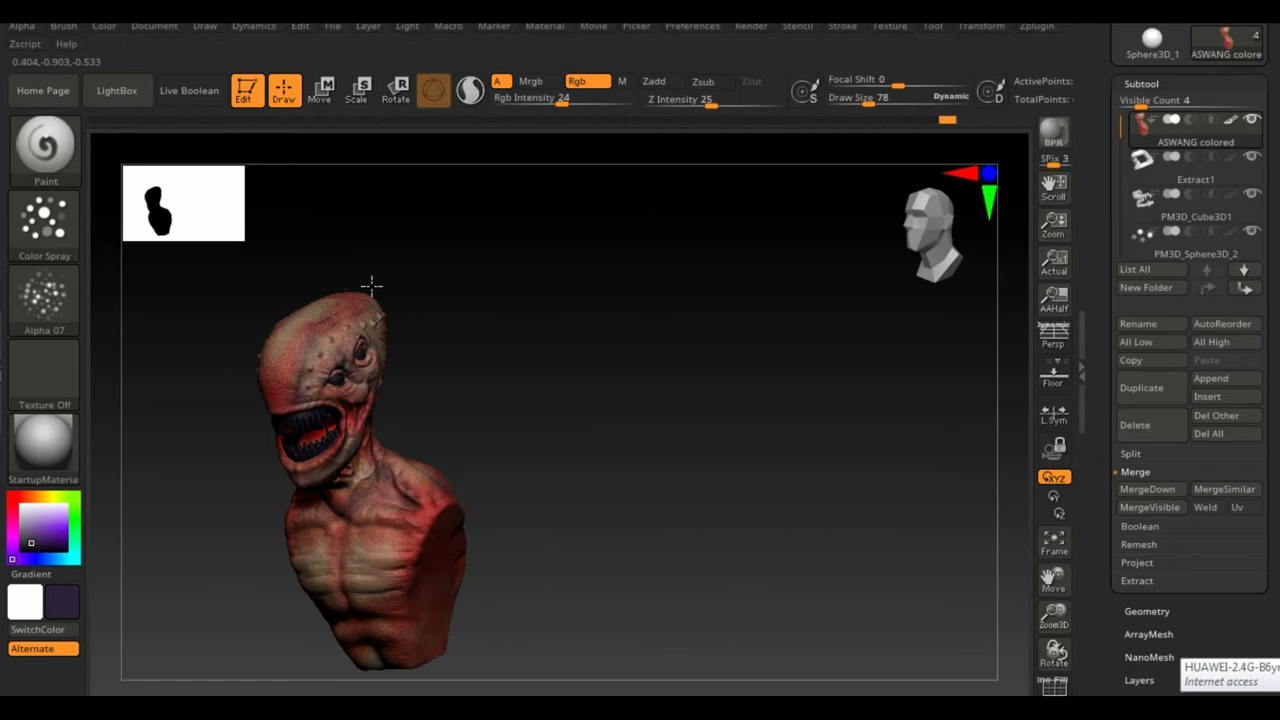 Alpha Brush Color Document Draw Dynamics Edit File Layer Light Macro Marker Material Movie Picker Preferences Render Stencil Stroke Texture Tool Transform Zplugin
Zscript Help
0.404,-0.903,-0.533
Home Page LightBox Live Boolean Edit Draw Move Scale Rotate
A Mrgb Rgb M Zadd Zsub Zcut
Rgb Intensity 24 Z Intensity 25
S Focal Shift 0
Draw Size 78 Dynamic D
ActivePoints:
TotalPoints:
Paint
Color Spray
Alpha 07
Texture Off
StartupMateria
Gradient
SwitchColor
Alternate
BPR
SPix 3
Scroll
Zoom
Actual
AAHalf
Dynamic
Persp
Floor
L.Sym
XYZ
Y
Z
Frame
Move
Zoom3D
Rotate
Sphere3D_1 4 ASWANG colore
Subtool
Visible Count 4
ASWANG colored
Extract1
PM3D_Cube3D1
PM3D_Sphere3D_2
List All
New Folder
Rename AutoReorder
All Low All High
Copy Paste
Duplicate Append
Insert
Delete Del Other
Del All
Split
Merge
MergeDown MergeSimilar
MergeVisible Weld Uv
Boolean
Remesh
Project
Extract
Geometry
ArrayMesh
NanoMesh
Layers
HUAWEI-2.4G-B6y
Internet access